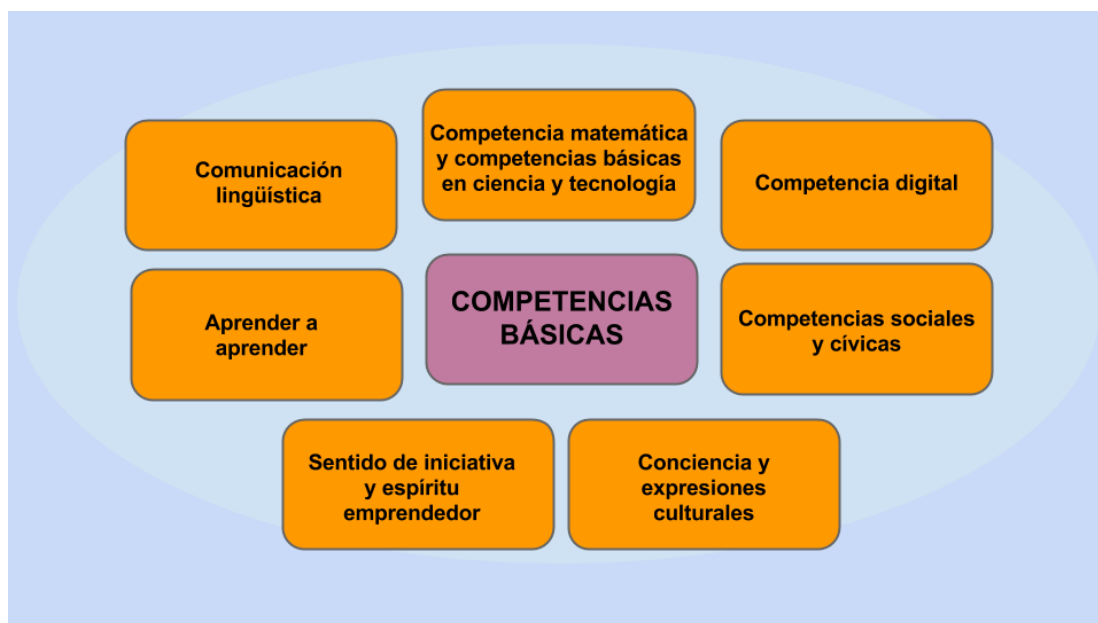 Comunicación
lingüística
Competencia matemática
y competencias básicas
en ciencia y tecnología
Competencia digital
Aprender a
aprender
COMPETENCIAS
BÁSICAS
Competencias sociales
y cívicas
Sentido de iniciativa
y espíritu
emprendedor
Conciencia y
expresiones
culturales